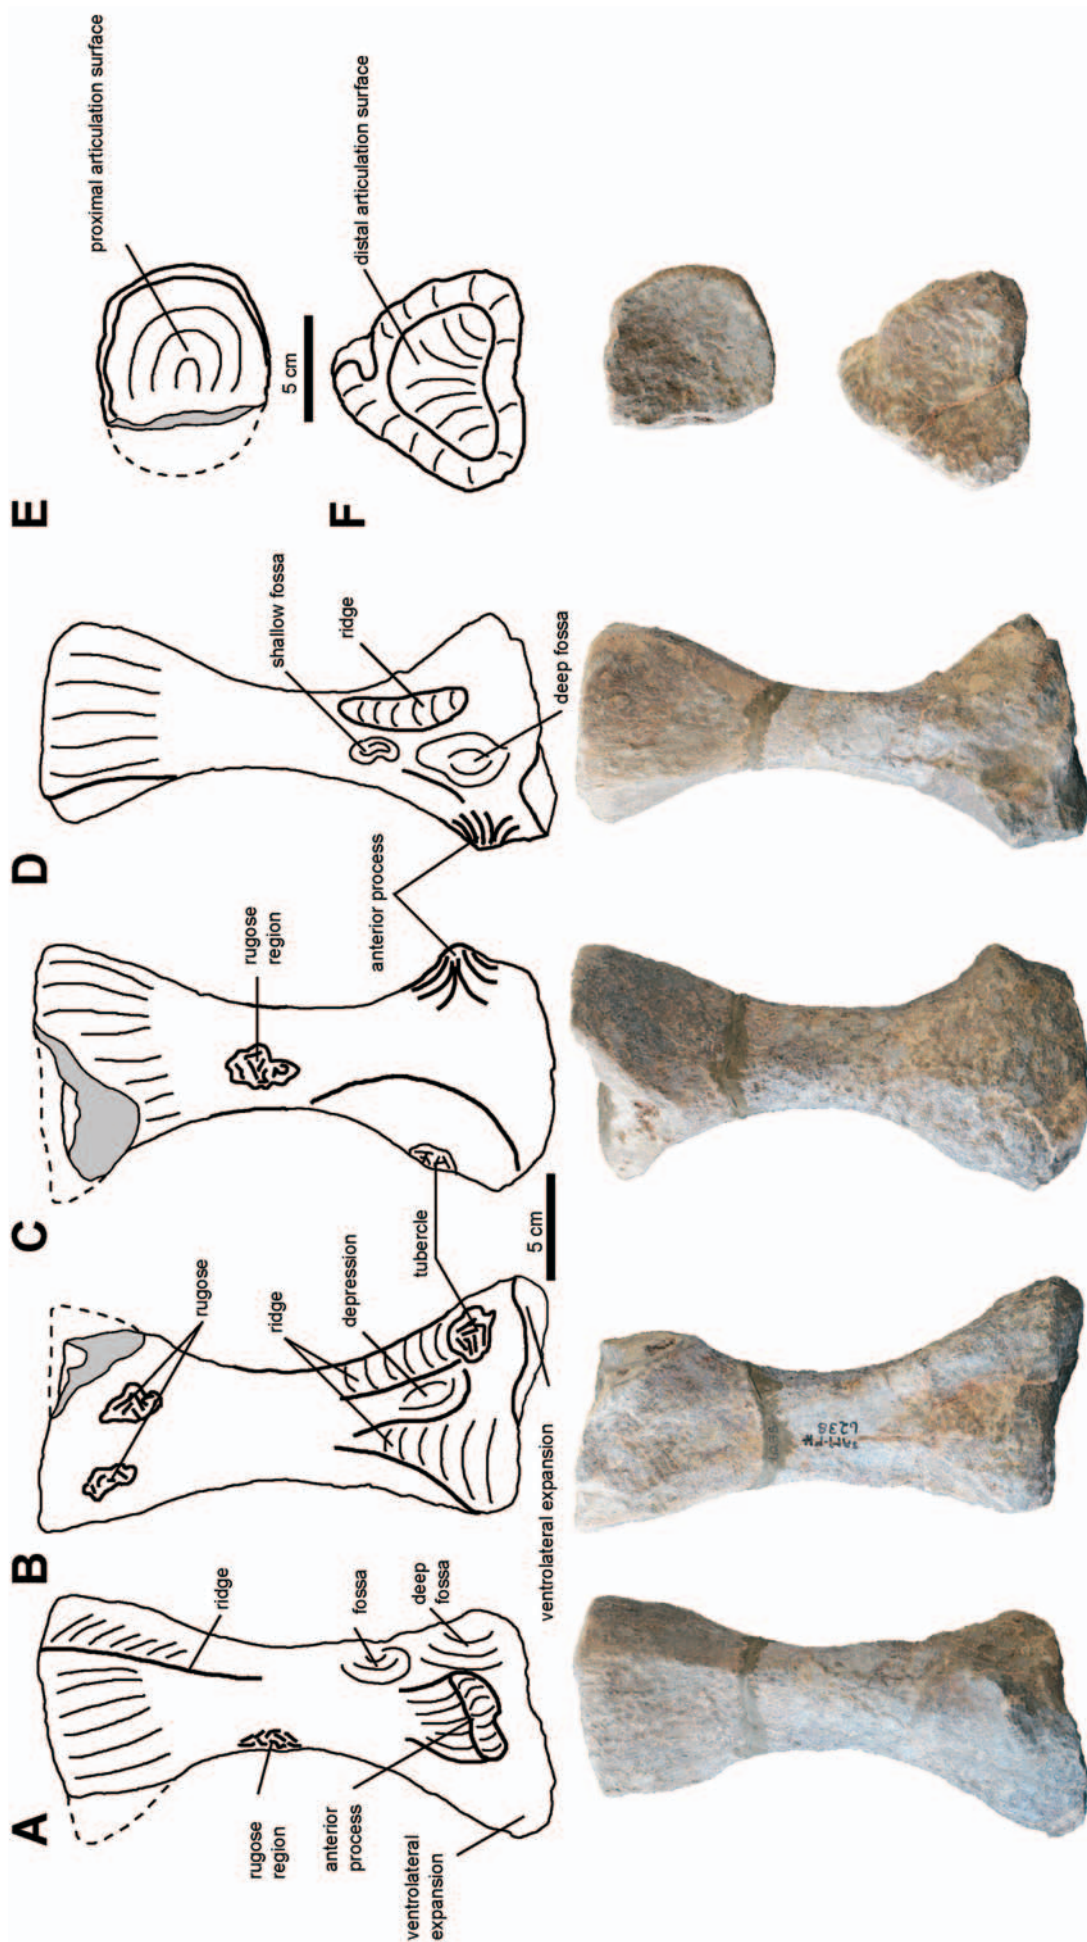 A
B
C
D
E
F
ridge
rugose
region
fossa
anterior
process
deep
fossa
ventrolateral
expansion
rugose
ridge
depression
tubercle
ventrolateral expansion
5 cm
rugose
region
anterior process
shallow fossa
ridge
deep fossa
proximal articulation surface
5 cm
distal articulation surface
6238